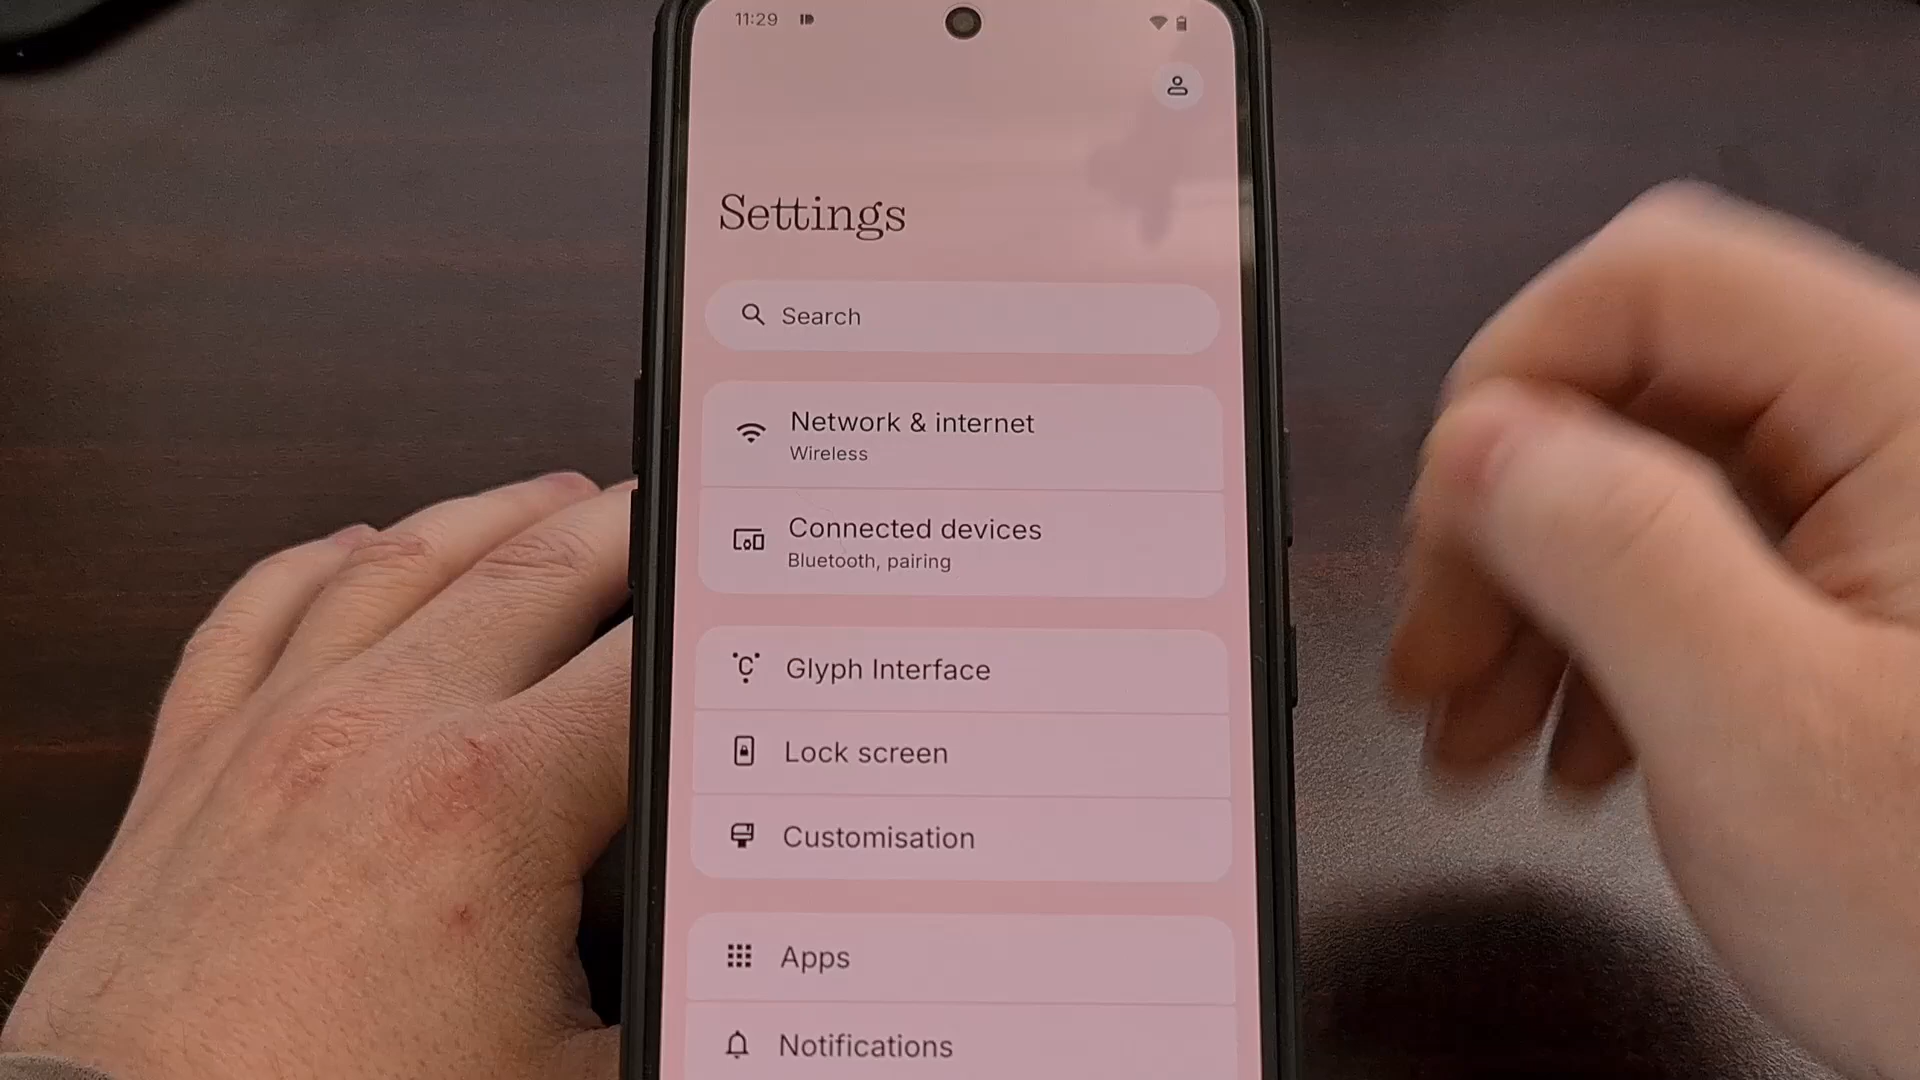 11:29
Settings
Search
Network & internet
Wireless
Connected devices
Bluetooth, pairing
Glyph Interface
Lock screen
Customisation
Apps
Notifications